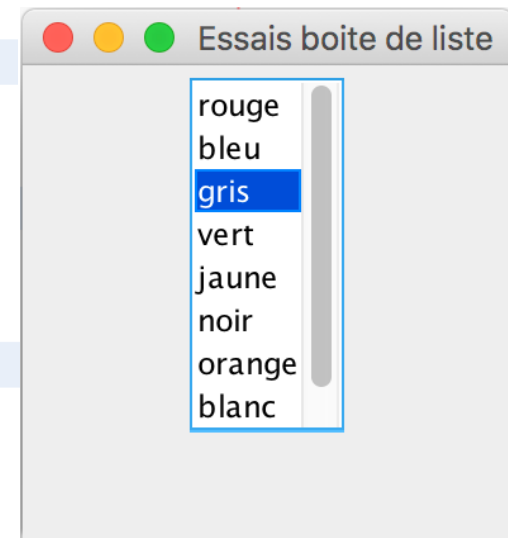 Essais boite de liste
rouge
bleu
gris
vert
jaune
noir
orange
blanc